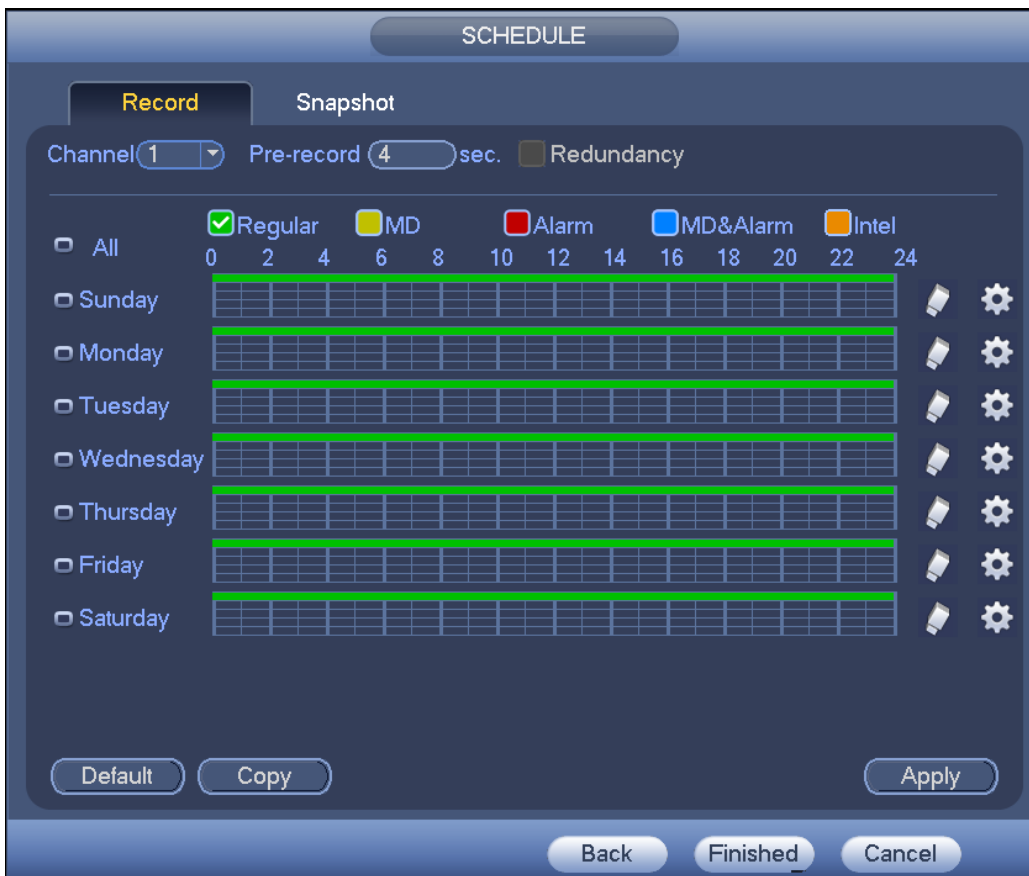 SCHEDULE
Record Snapshot
Channel 1 Pre-record 4 sec. Redundancy
Regular MD Alarm MD&Alarm Intel
All
0 2 4 6 8 10 12 14 16 18 20 22 24
Sunday
Monday
Tuesday
Wednesday
Thursday
Friday
Saturday
Default Copy Apply
Back Finished Cancel